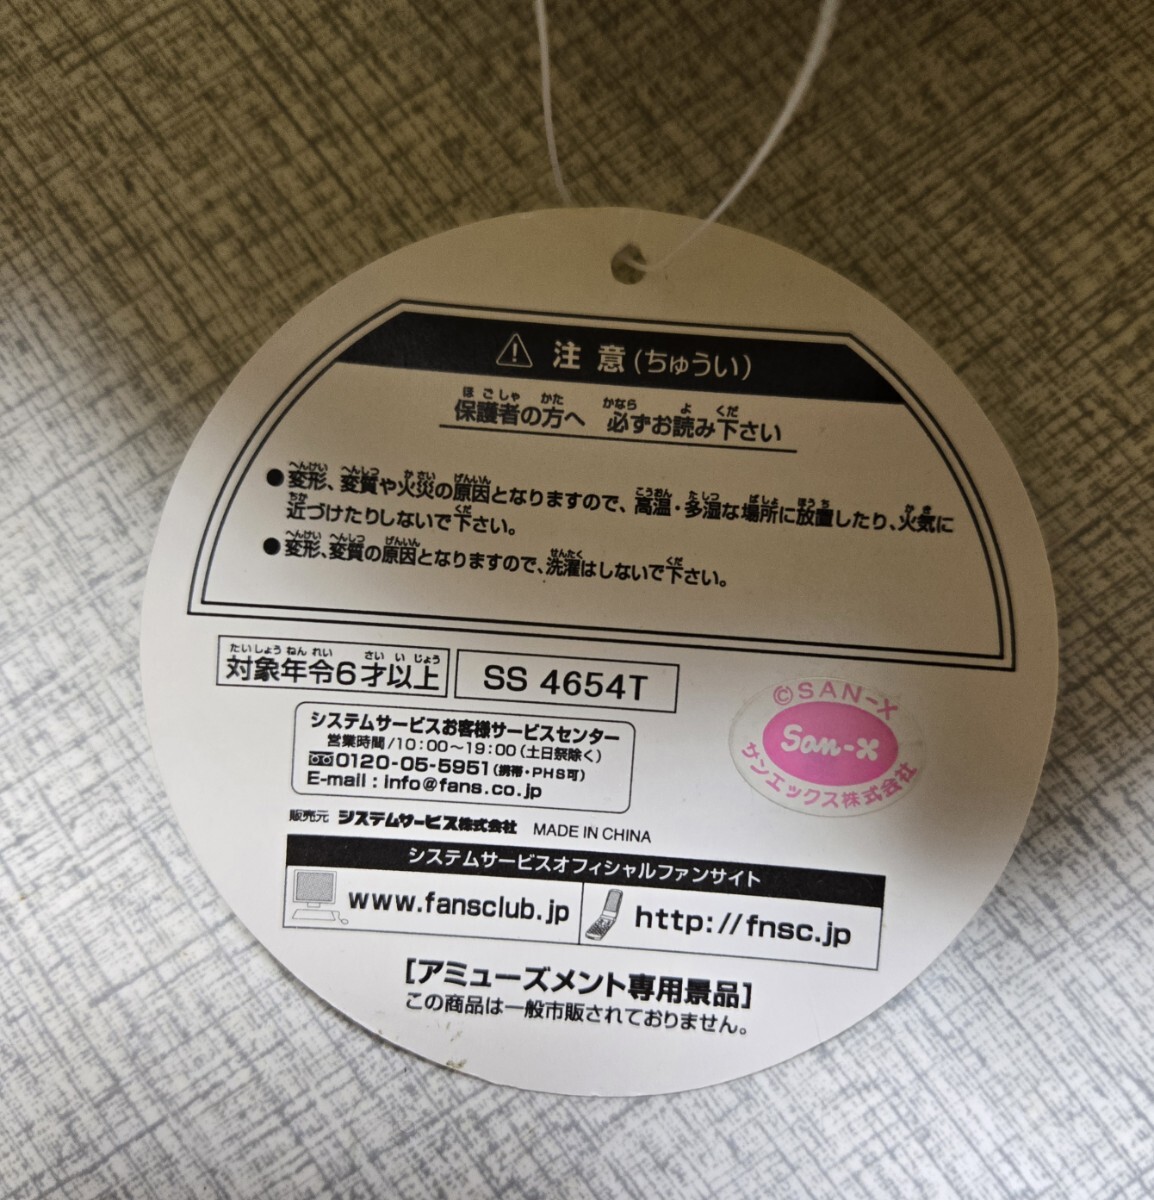 ⚠ 注意(ちゅうい)
保護者の方へ 必ずお読み下さい
●変形、変質や火災の原因となりますので、高温・多湿な場所に放置したり、火気に
近づけたりしないで下さい。
●変形、変質の原因となりますので、洗濯はしないで下さい。
対象年令6才以上
SS 4654T
システムサービスお客様サービスセンター
営業時間/10:00〜19:00(土日祭除く)
0120-05-5951(携帯・PHS可)
E-mail : info@fans.co.jp
©SAN-X
San-X
サンエックス株式会社
販売元 システムサービス株式会社 MADE IN CHINA
システムサービスオフィシャルファンサイト
www.fansclub.jp
http://fnsc.jp
[アミューズメント専用景品]
この商品は一般市販されておりません。